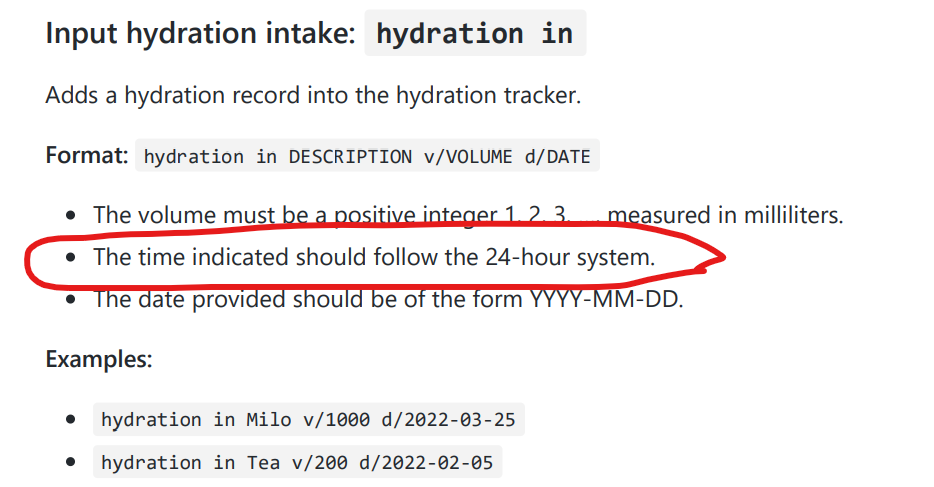 Input hydration intake: hydration in
Adds a hydration record into the hydration tracker.
Format: hydration in DESCRIPTION v/VOLUME d/DATE
The volume must be a positive integer 1, 2, 3, … measured in milliliters.
The time indicated should follow the 24-hour system.
The date provided should be of the form YYYY-MM-DD.
Examples:
hydration in Milo v/1000 d/2022-03-25
hydration in Tea v/200 d/2022-02-05